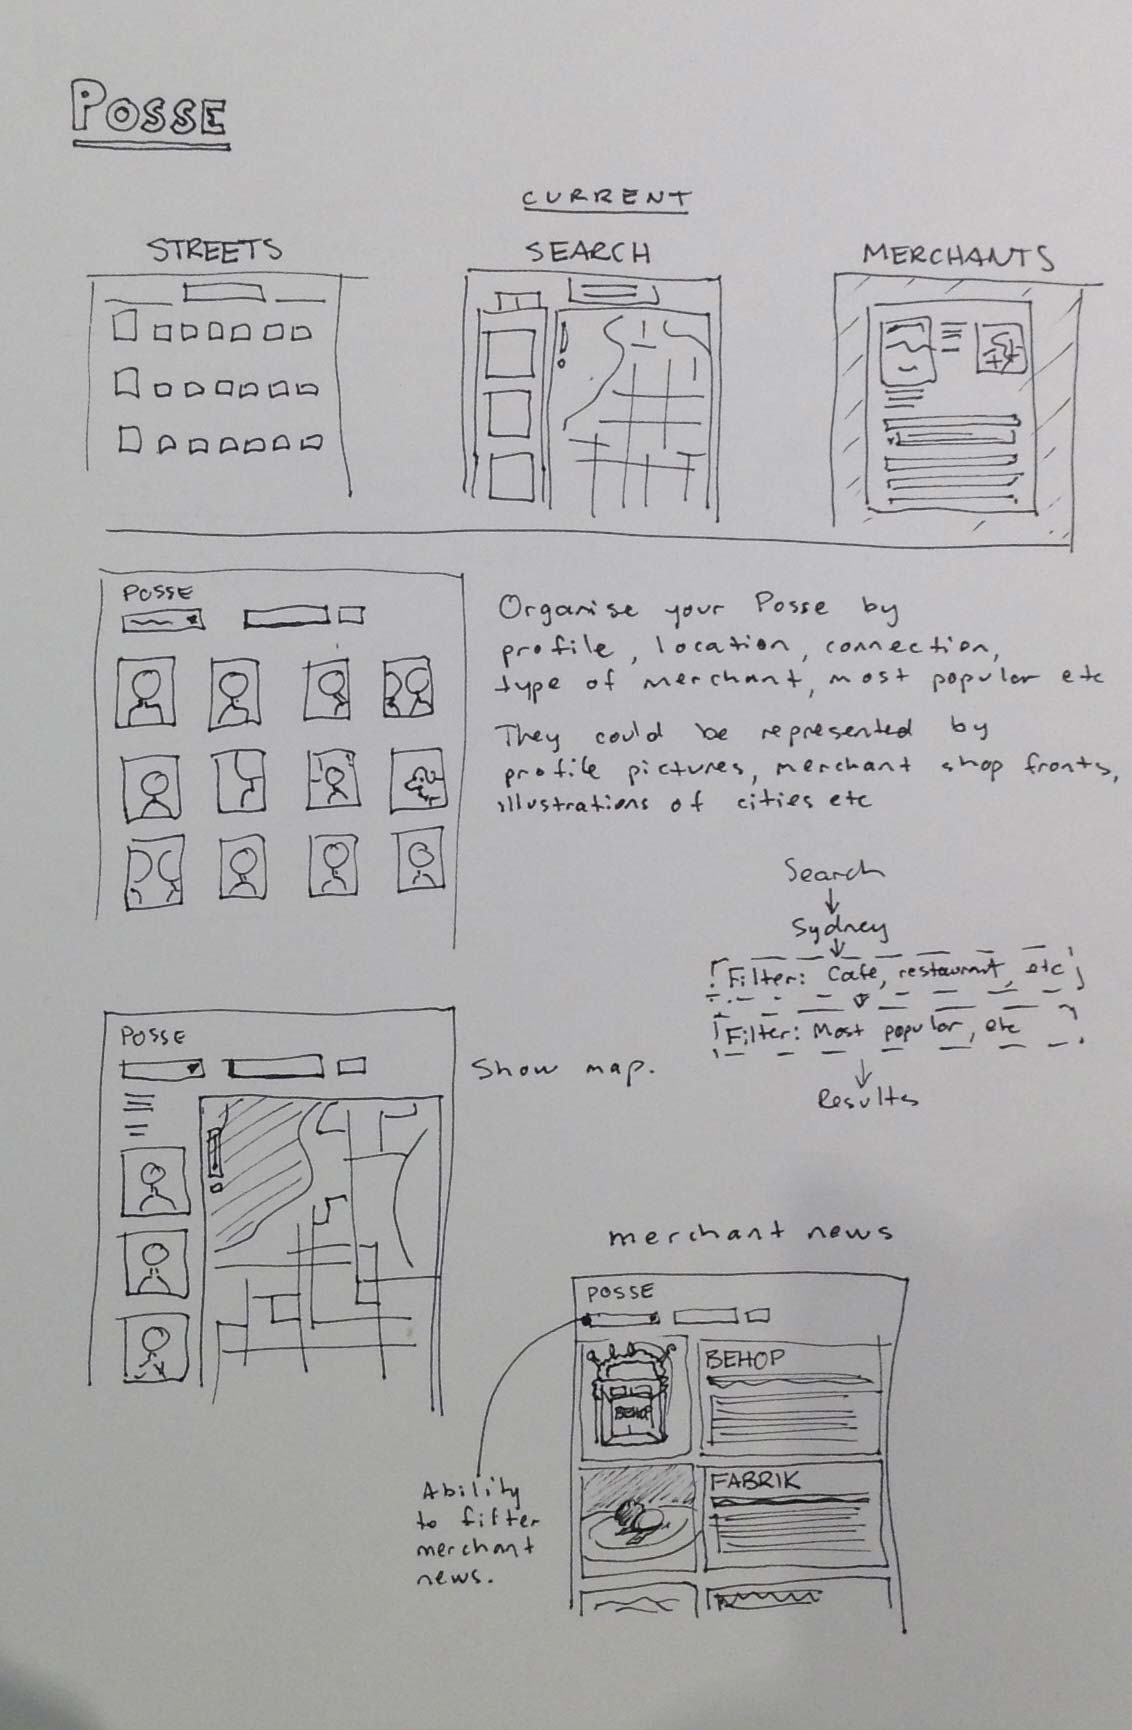 POSSE
CURRENT
STREETS
SEARCH
MERCHANTS
POSSE
Organise your Posse by
profile, location, connection,
type of merchant, most popular etc
They could be represented by
profile pictures, merchant shop fronts,
illustrations of cities etc
Search
Sydney
Filter: Cafe, restaurant, etc
Filter: Most popular, etc
Results
POSSE
Show map.
merchant news
POSSE
BEHOP
BEHOP
FABRIK
Ability
to filter
merchant
news.